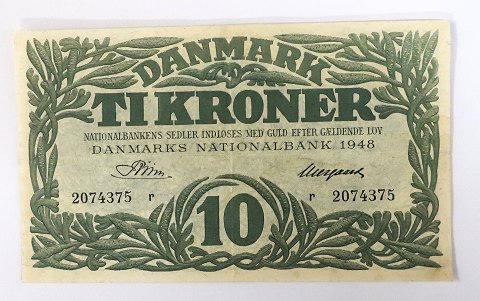 DANMARK
TI KRONER
NATIONALBANKENS SEDLER INDLØSES MED GULD EFTER GÆLDENDE LOV
DANMARKS NATIONALBANK 1948
2074375 r r 2074375
10